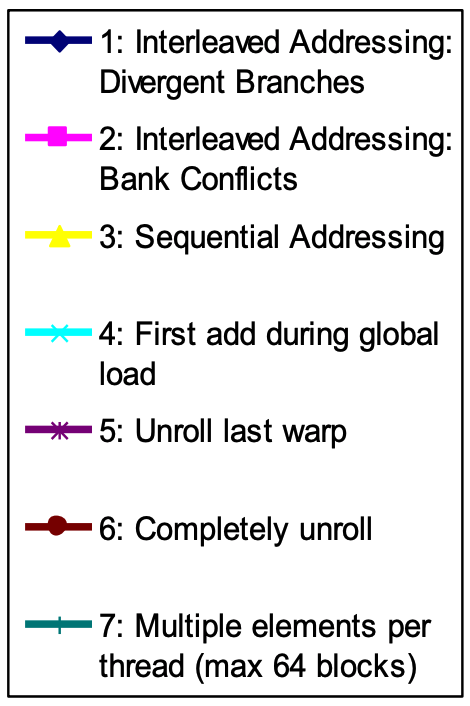 1: Interleaved Addressing:
Divergent Branches
2: Interleaved Addressing:
Bank Conflicts
3: Sequential Addressing
4: First add during global
load
5: Unroll last warp
6: Completely unroll
7: Multiple elements per
thread (max 64 blocks)